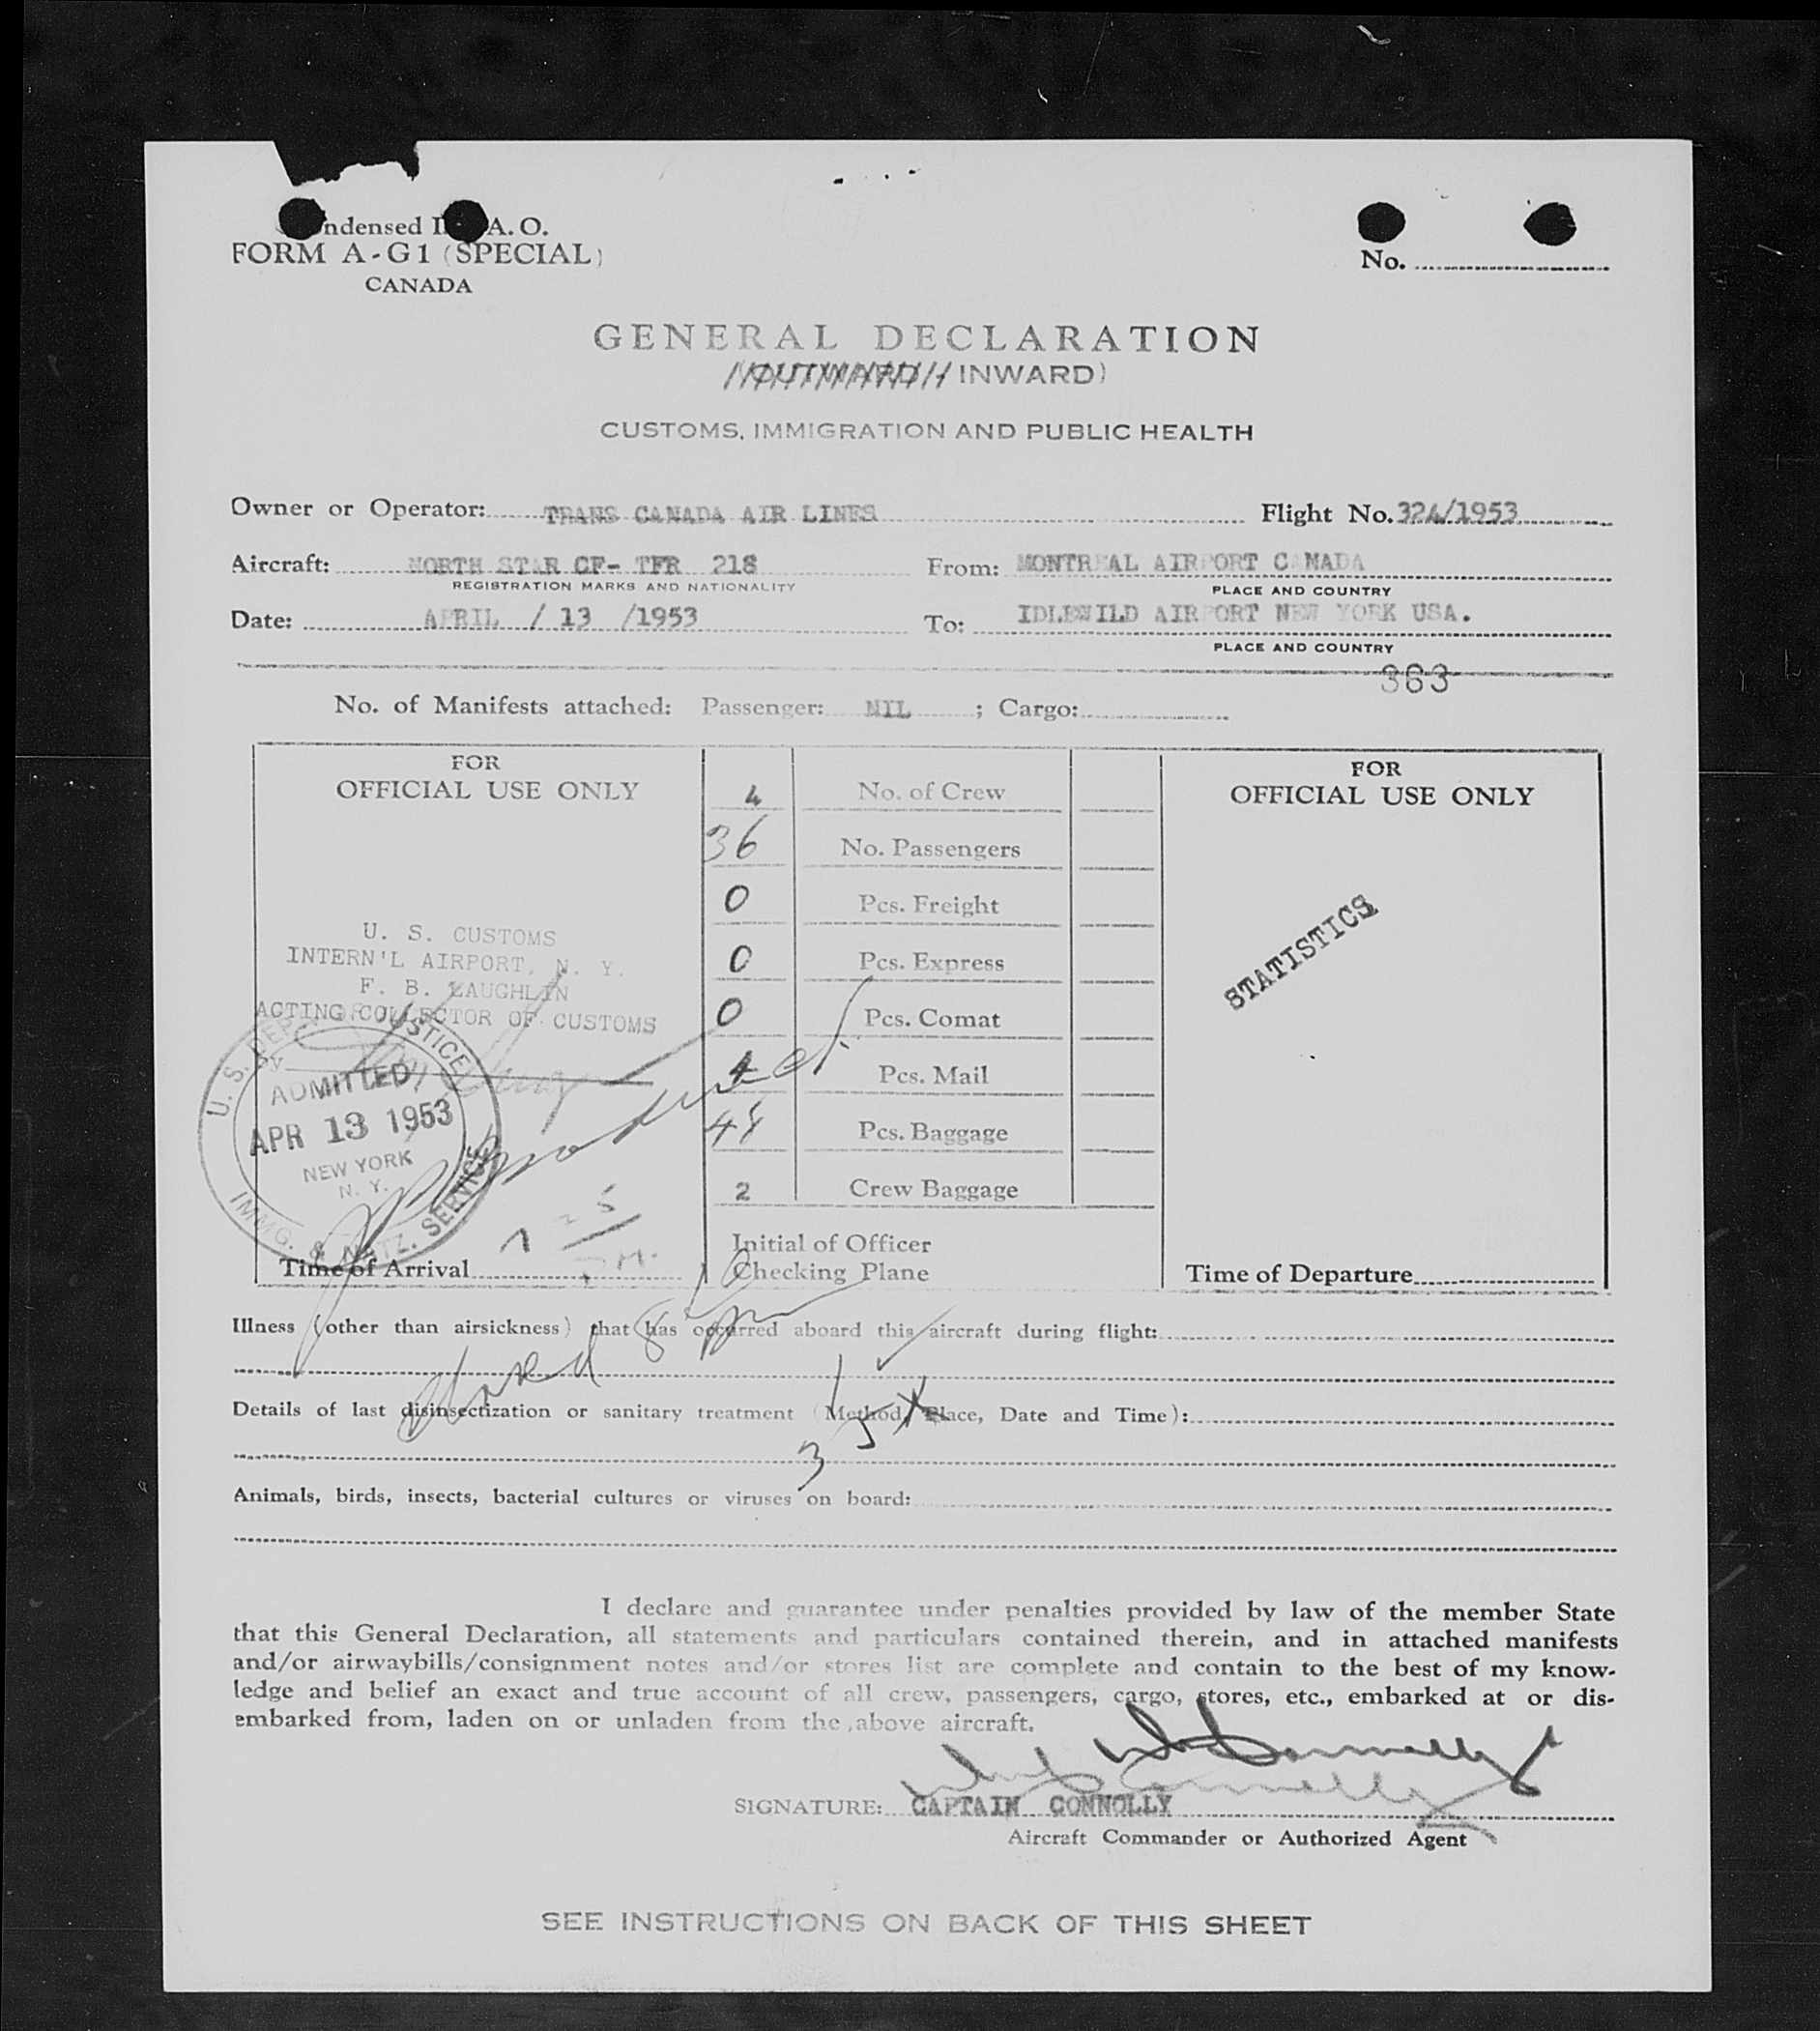 ndensed I A. O.
FORM A-G1 (SPECIAL)
CANADA
No.
GENERAL DECLARATION
(OUTWARD - INWARD)
CUSTOMS, IMMIGRATION AND PUBLIC HEALTH
Owner or Operator: TRANS CANADA AIR LINES Flight No. 324/1953
Aircraft: NORTH STAR CF- TFR 218 From: MONTREAL AIRPORT CANADA
REGISTRATION MARKS AND NATIONALITY PLACE AND COUNTRY
Date: APRIL / 13 /1953 To: IDLEWILD AIRPORT NEW YORK USA.
PLACE AND COUNTRY
363
No. of Manifests attached: Passenger: NIL ; Cargo:
FOR
OFFICIAL USE ONLY
U. S. CUSTOMS
INTERN'L AIRPORT, N. Y.
F. B. LAUGHLIN
ACTING COLLECTOR OF CUSTOMS
U. S. DEPT. OF JUSTICE
ADMITTED
APR 13 1953
NEW YORK
N. Y.
IMMG. & NATZ. SERVICE
Time of Arrival
4 No. of Crew
36 No. Passengers
0 Pcs. Freight
0 Pcs. Express
0 Pcs. Comat
4 Pcs. Mail
48 Pcs. Baggage
2 Crew Baggage
Initial of Officer
Checking Plane
FOR
OFFICIAL USE ONLY
STATISTICS
Time of Departure
Illness (other than airsickness) that has occurred aboard this aircraft during flight:
Details of last disinsectization or sanitary treatment (Method, Place, Date and Time):
Animals, birds, insects, bacterial cultures or viruses on board:
I declare and guarantee under penalties provided by law of the member State
that this General Declaration, all statements and particulars contained therein, and in attached manifests
and/or airwaybills/consignment notes and/or stores list are complete and contain to the best of my know-
ledge and belief an exact and true account of all crew, passengers, cargo, stores, etc., embarked at or dis-
embarked from, laden on or unladen from the above aircraft.
SIGNATURE: CAPTAIN CONNOLLY
Aircraft Commander or Authorized Agent
SEE INSTRUCTIONS ON BACK OF THIS SHEET